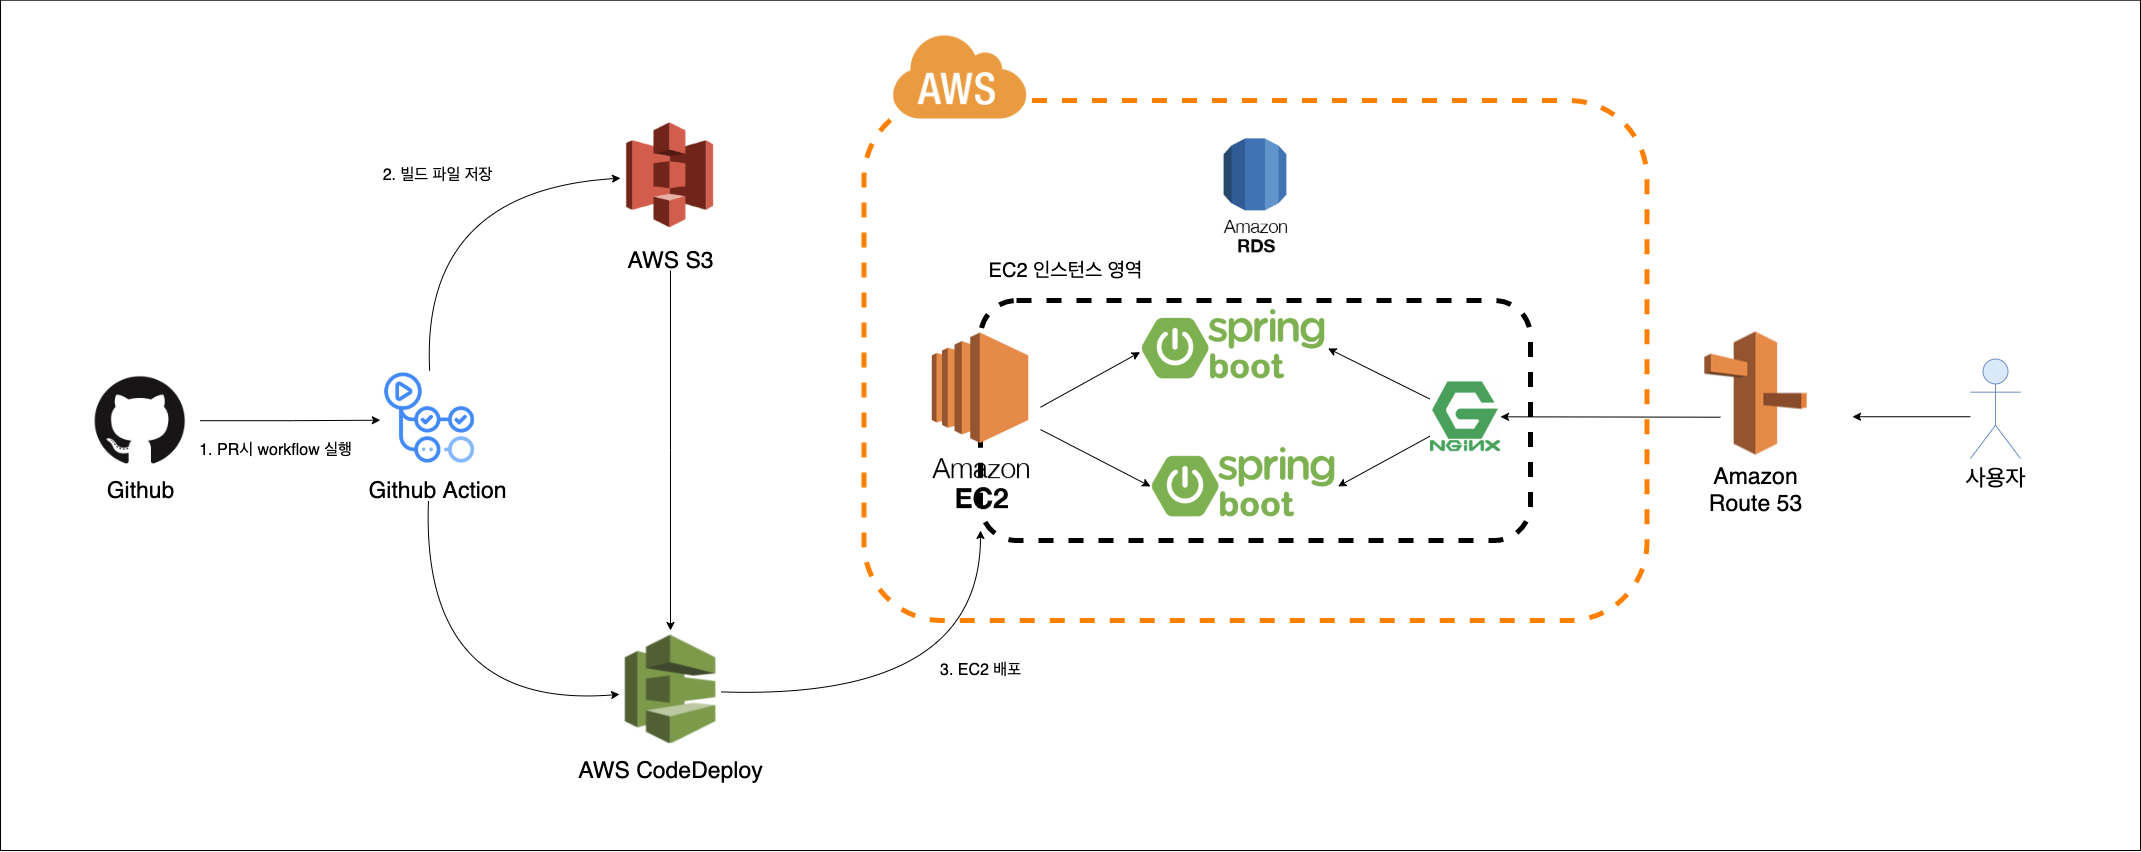 AWS
Amazon
RDS
2. 빌드 파일 저장
AWS S3
EC2 인스턴스 영역
spring
boot
Amazon
EC2
NGINX
spring
boot
1. PR시 workflow 실행
Github
Github Action
Amazon
Route 53
사용자
3. EC2 배포
AWS CodeDeploy